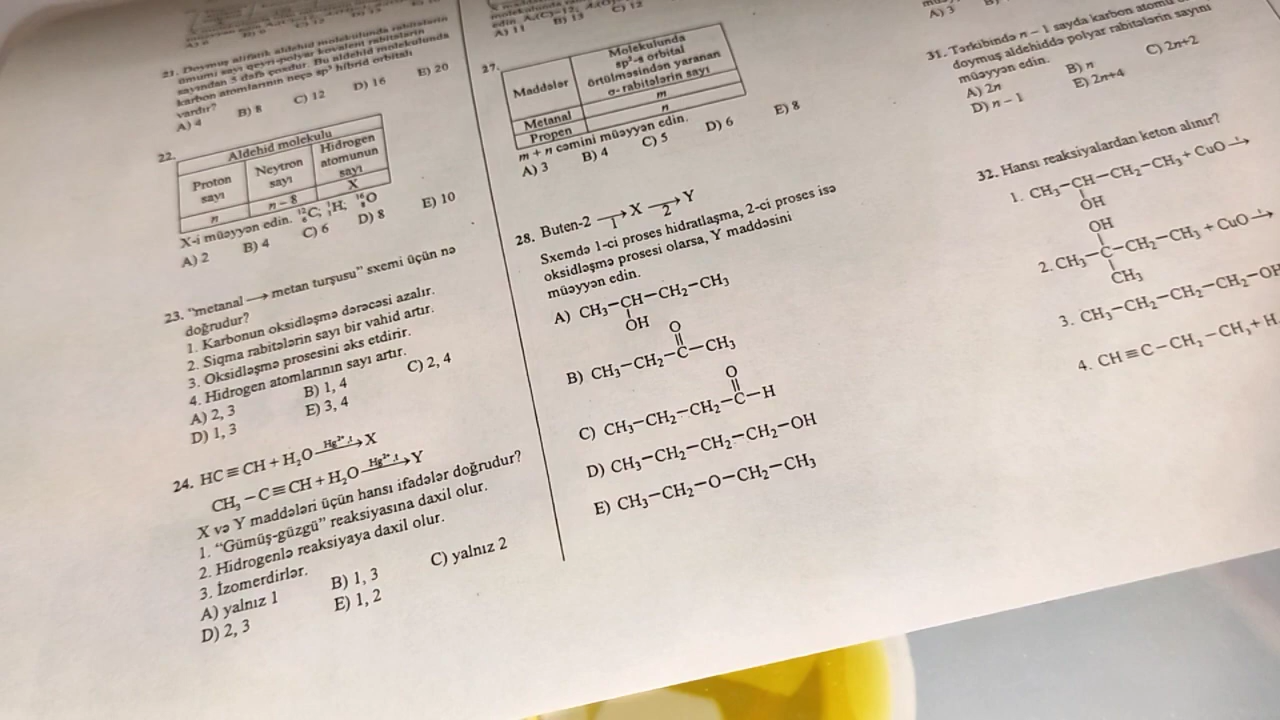 21. Doymuş alifatik aldehid molekulunda rabitələrin
ümumi sayı qeyri-polyar kovalent rabitələrin
sayından 3 dəfə çoxdur. Bu aldehid molekulunda
karbon atomlarının neçə sp³ hibrid orbitalı
vardır?
A) 4 B) 8 C) 12 D) 16 E) 20
22.
Aldehid molekulu
Proton sayı Neytron sayı Hidrogen atomunun sayı
n n – 8 X
X-i müəyyən edin. ¹²₆C; ¹₁H; ¹⁶₈O
A) 2 B) 4 C) 6 D) 8 E) 10
23. "metanal ⟶ metan turşusu" sxemi üçün nə
doğrudur?
1. Karbonun oksidləşmə dərəcəsi azalır.
2. Siqma rabitələrin sayı bir vahid artır.
3. Oksidləşmə prosesini əks etdirir.
4. Hidrogen atomlarının sayı artır.
A) 2, 3 B) 1, 4 C) 2, 4
D) 1, 3 E) 3, 4
24. HC≡CH + H₂O —Hg²⁺, t→ X
CH₃–C≡CH + H₂O —Hg²⁺, t→ Y
X və Y maddələri üçün hansı ifadələr doğrudur?
1. "Gümüş-güzgü" reaksiyasına daxil olur.
2. Hidrogenlə reaksiyaya daxil olur.
3. İzomerdirlər.
A) yalnız 1 B) 1, 3 C) yalnız 2
D) 2, 3 E) 1, 2
A) 11 B) 13 C) 12
27.
Maddələr
Molekulunda
sp³-s orbital
örtülməsindən yaranan
σ-rabitələrin sayı
Metanal m
Propen n
m + n cəmini müəyyən edin.
A) 3 B) 4 C) 5 D) 6 E) 8
28. Buten-2 —1→ X —2→ Y
Sxemdə 1-ci proses hidratlaşma, 2-ci proses isə
oksidləşmə prosesi olarsa, Y maddəsini
müəyyən edin.
A) CH₃–CH–CH₂–CH₃
OH
O
B) CH₃–CH₂–C–CH₃
O
C) CH₃–CH₂–CH₂–C–H
D) CH₃–CH₂–CH₂–CH₂–OH
E) CH₃–CH₂–O–CH₂–CH₃
A) 3
31. Tərkibində n – 1 sayda karbon atomu
doymuş aldehiddə polyar rabitələrin sayını
müəyyən edin.
A) 2n B) n C) 2n+2
D) n – 1 E) 2n+4
32. Hansı reaksiyalardan keton alınır?
1. CH₃–CH–CH₂–CH₃ + CuO —t→
OH
OH
2. CH₃–C–CH₂–CH₃ + CuO —t→
CH₃
3. CH₃–CH₂–CH₂–CH₂–OH
4. CH≡C–CH₂–CH₃ + H